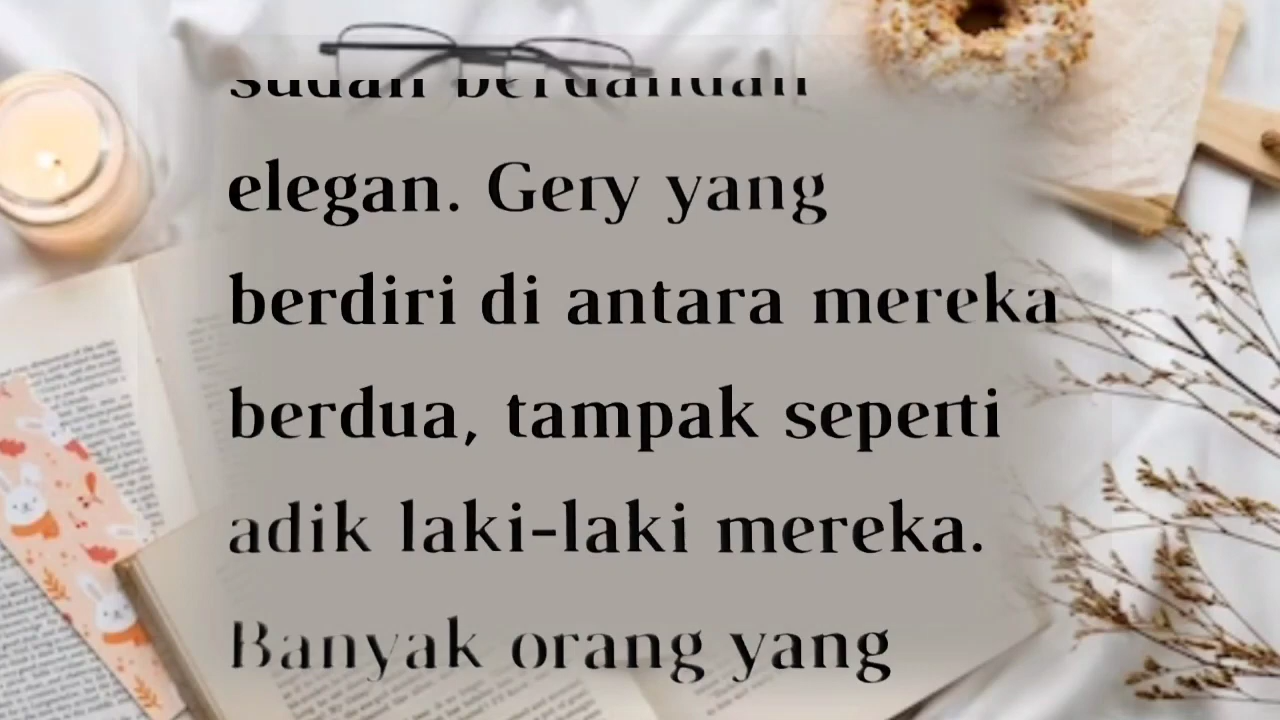 sudah berdandan
elegan. Gery yang
berdiri di antara mereka
berdua, tampak seperti
adik laki-laki mereka.
Banyak orang yang